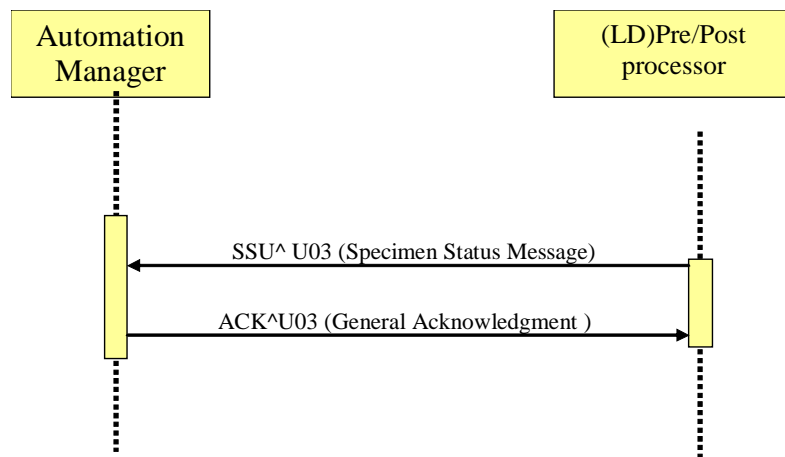 Automation
Manager
(LD)Pre/Post
processor
SSU^ U03 (Specimen Status Message)
ACK^U03 (General Acknowledgment )